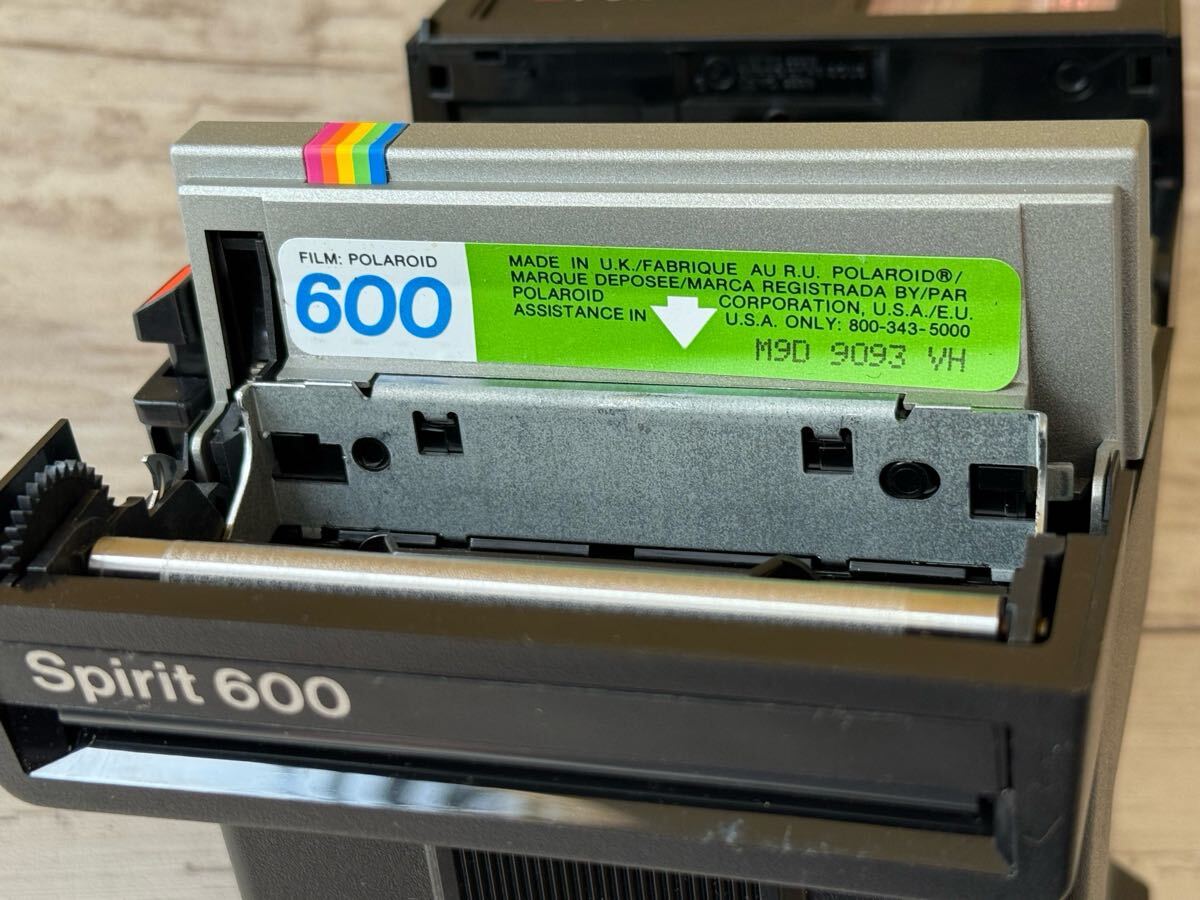 FILM: POLAROID
600
MADE IN U.K./FABRIQUE AU R.U. POLAROID®/
MARQUE DEPOSEE/MARCA REGISTRADA BY/PAR
POLAROID CORPORATION, U.S.A./E.U.
ASSISTANCE IN U.S.A. ONLY: 800-343-5000
M9D 9093 VH
Spirit 600